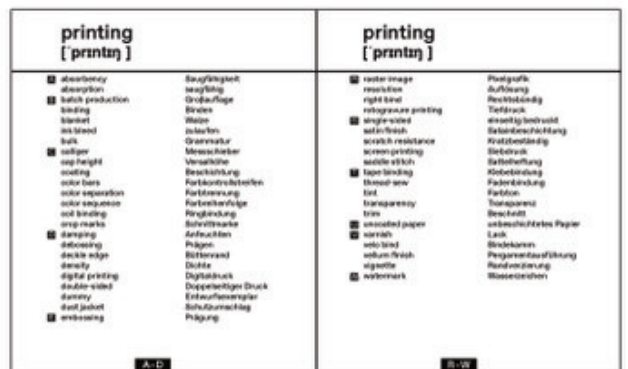 printing
[ˈprɪntɪŋ ]
A absorbency Saugfähigkeit
absorption saugfähig
B batch production Großauflage
binding Binden
blanket Walze
ink bleed zulaufen
bulk Grammatur
C calliper Messschieber
cap height Versalhöhe
coating Beschichtung
color bars Farbkontrollstreifen
color separation Farbtrennung
color sequence Farbreihenfolge
coil binding Ringbindung
crop marks Schnittmarke
D damping Anfeuchten
debossing Prägen
deckle edge Büttenrand
density Dichte
digital printing Digitaldruck
double-sided Doppelseitiger Druck
dummy Entwurfsexemplar
dust jacket Schutzumschlag
E embossing Prägung
A–D
printing
[ˈprɪntɪŋ ]
R raster image Pixelgrafik
resolution Auflösung
right bind Rechtsbündig
rotogravure printing Tiefdruck
S single-sided einseitig bedruckt
satin finish Satainbeschichtung
scratch resistance Kratzbeständig
screen printing Siebdruck
saddle stitch Sattelheftung
T tape binding Klebebindung
thread-sew Fadenbindung
tint Farbton
transparency Transparenz
trim Beschnitt
U uncoated paper unbeschichtetes Papier
V varnish Lack
velo bind Bindekamm
vellum finish Pergamentausführung
vignette Randverzierung
W watermark Wasserzeichen
R–W